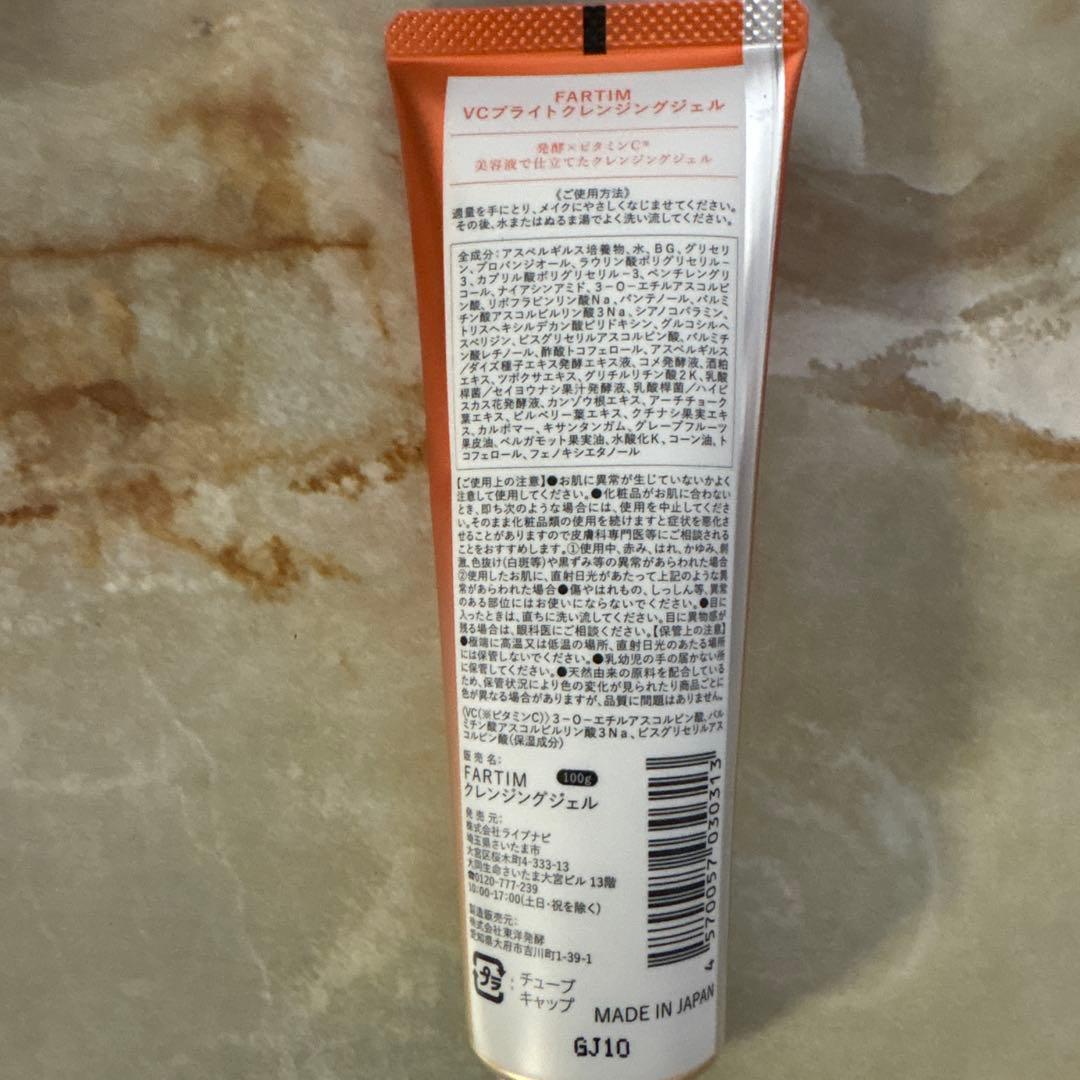 FARTIM
VCブライトクレンジングジェル
発酵×ビタミンC※
美容液で仕立てたクレンジングジェル
《ご使用方法》
適量を手にとり、メイクにやさしくなじませてください。
その後、水またはぬるま湯でよく洗い流してください。
全成分：アスペルギルス培養物、水、BG、グリセリ
ン、プロパンジオール、ラウリン酸ポリグリセリル-
3、カプリル酸ポリグリセリル-3、ペンチレングリ
コール、ナイアシンアミド、3-O-エチルアスコルビ
ン酸、リボフラビンリン酸Na、パンテノール、パルミ
チン酸アスコルビルリン酸3Na、シアノコバラミン、
トリスヘキシルデカン酸ピリドキシン、グルコシルヘ
スペリジン、ビスグリセリルアスコルビン酸、パルミチ
ン酸レチノール、酢酸トコフェロール、アスペルギルス
/ダイズ種子エキス発酵エキス液、コメ発酵液、酒粕
エキス、ツボクサエキス、グリチルリチン酸2K、乳酸
桿菌/セイヨウナシ果汁発酵液、乳酸桿菌/ハイビ
スカス花発酵液、カンゾウ根エキス、アーチチョーク
葉エキス、ビルベリー葉エキス、クチナシ果実エキ
ス、カルボマー、キサンタンガム、グレープフルーツ
果皮油、ベルガモット果実油、水酸化K、コーン油、ト
コフェロール、フェノキシエタノール
【ご使用上の注意】●お肌に異常が生じていないかよく
注意して使用してください。●化粧品がお肌に合わない
とき、即ち次のような場合には、使用を中止してくださ
い。そのまま化粧品類の使用を続けますと症状を悪化さ
せることがありますので皮膚科専門医等にご相談される
ことをおすすめします。①使用中、赤み、はれ、かゆみ、刺
激、色抜け(白斑等)や黒ずみ等の異常があらわれた場合
②使用したお肌に、直射日光があたって上記のような異
常があらわれた場合●傷やはれもの、しっしん等、異常
のある部位にはお使いにならないでください。●目に
入ったときは、直ちに洗い流してください。目に異物感が
残る場合は、眼科医にご相談ください。【保管上の注意】
●極端に高温又は低温の場所、直射日光のあたる場所
には保管しないでください。●乳幼児の手の届かない所
に保管してください。●天然由来の原料を配合している
ため、保管状況により色の変化が見られたり商品ごとに
色が異なる場合がありますが、品質に問題はありません。
〈VC(※ビタミンC)〉3-O-エチルアスコルビン酸、パル
ミチン酸アスコルビルリン酸3Na、ビスグリセリルアス
コルビン酸(保湿成分)
販売名：
FARTIM 100g
クレンジングジェル
発売元：
株式会社ライブナビ
埼玉県さいたま市
大宮区桜木町4-333-13
大同生命さいたま大宮ビル 13階
☎0120-777-239
10:00-17:00(土日・祝を除く)
製造販売元：
株式会社東洋発酵
愛知県大府市吉川町1-39-1
プラ：チューブ
キャップ
4 570057 030313
MADE IN JAPAN
GJ10